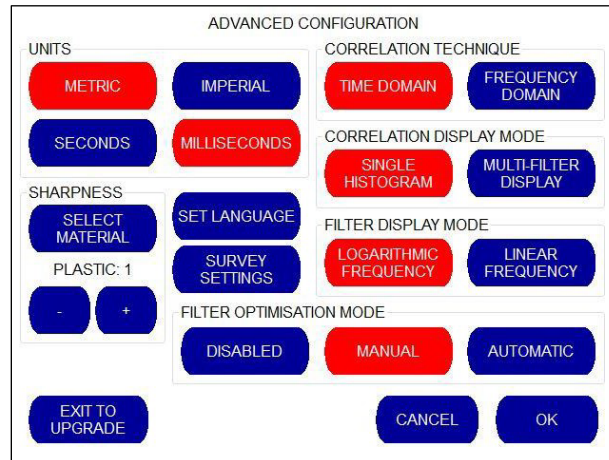 ADVANCED CONFIGURATION
UNITS
METRIC
IMPERIAL
SECONDS
MILLISECONDS
CORRELATION TECHNIQUE
TIME DOMAIN
FREQUENCY
DOMAIN
CORRELATION DISPLAY MODE
SINGLE
HISTOGRAM
MULTI-FILTER
DISPLAY
SHARPNESS
SELECT
MATERIAL
PLASTIC: 1
-
+
SET LANGUAGE
SURVEY
SETTINGS
FILTER DISPLAY MODE
LOGARITHMIC
FREQUENCY
LINEAR
FREQUENCY
FILTER OPTIMISATION MODE
DISABLED
MANUAL
AUTOMATIC
EXIT TO
UPGRADE
CANCEL
OK